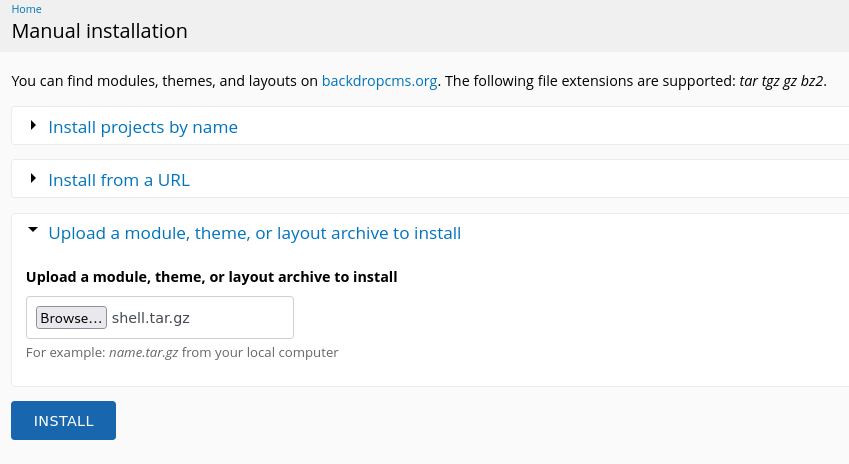 Home
Manual installation
You can find modules, themes, and layouts on backdropcms.org. The following file extensions are supported: tar tgz gz bz2.
Install projects by name
Install from a URL
Upload a module, theme, or layout archive to install
Upload a module, theme, or layout archive to install
Browse... shell.tar.gz
For example: name.tar.gz from your local computer
INSTALL